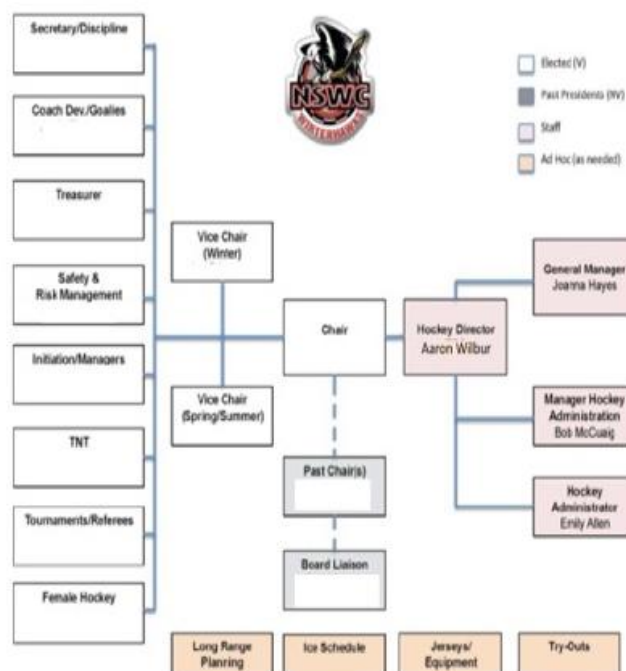 Secretary/Discipline
Coach Dev./Goalies
Treasurer
Safety &
Risk Management
Initiation/Managers
TNT
Tournaments/Referees
Female Hockey
NSWC
WINTERHAWKS
Elected (V)
Past Presidents (NV)
Staff
Ad Hoc (as needed)
Vice Chair
(Winter)
Chair
Vice Chair
(Spring/Summer)
Past Chair(s)
Board Liaison
Hockey Director
Aaron Wilbur
General Manager
Joanna Hayes
Manager Hockey
Administration
Bob McCuaig
Hockey
Administrator
Emily Allen
Long Range
Planning
Ice Schedule
Jerseys/
Equipment
Try-Outs